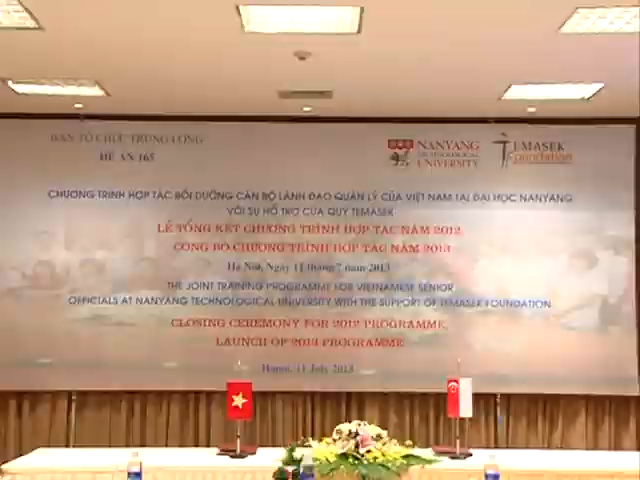 BAN TỔ CHỨC TRUNG ƯƠNG
ĐỀ ÁN 165
NANYANG
TECHNOLOGICAL
UNIVERSITY
TEMASEK
Foundation
CHƯƠNG TRÌNH HỢP TÁC BỒI DƯỠNG CÁN BỘ LÃNH ĐẠO QUẢN LÝ CỦA VIỆT NAM TẠI ĐẠI HỌC NANYANG
VỚI SỰ HỖ TRỢ CỦA QUỸ TEMASEK
LỄ TỔNG KẾT CHƯƠNG TRÌNH HỢP TÁC NĂM 2012,
CÔNG BỐ CHƯƠNG TRÌNH HỢP TÁC NĂM 2013
Hà Nội, Ngày 11 tháng 7 năm 2013
THE JOINT TRAINING PROGRAMME FOR VIETNAMESE SENIOR
OFFICIALS AT NANYANG TECHNOLOGICAL UNIVERSITY WITH THE SUPPORT OF TEMASEK FOUNDATION
CLOSING CEREMONY FOR 2012 PROGRAMME,
LAUNCH OF 2013 PROGRAMME
Hanoi, 11 July 2013